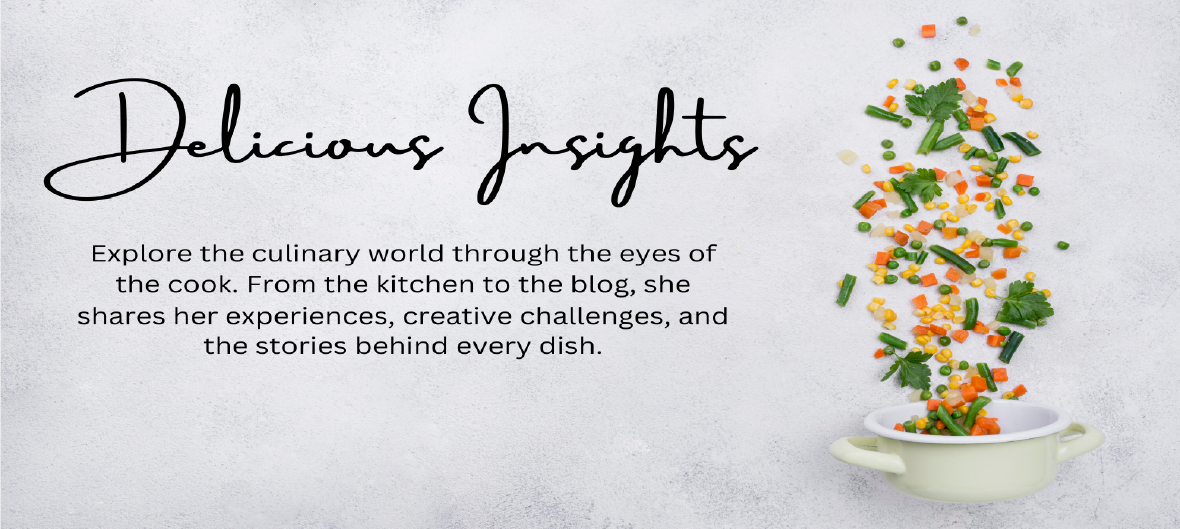 Delicious Insights
Explore the culinary world through the eyes of
the cook. From the kitchen to the blog, she
shares her experiences, creative challenges, and
the stories behind every dish.